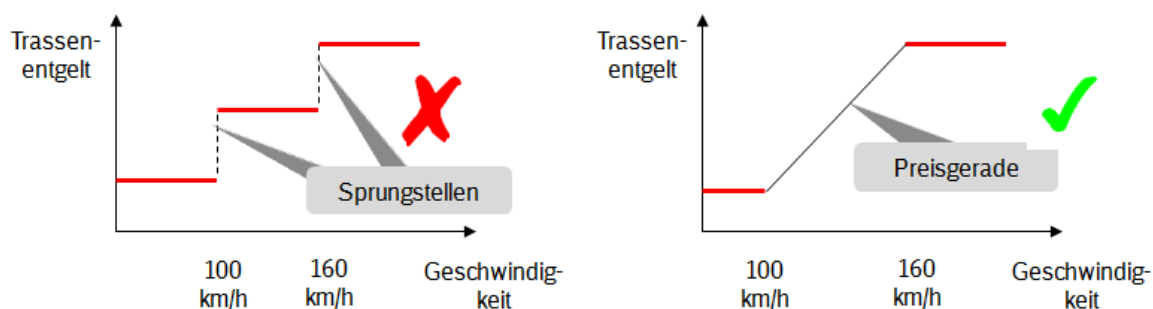 Trassen-
entgelt
Sprungstellen
100
km/h
160
km/h
Geschwindig-
keit
Trassen-
entgelt
Preisgerade
100
km/h
160
km/h
Geschwindig-
keit